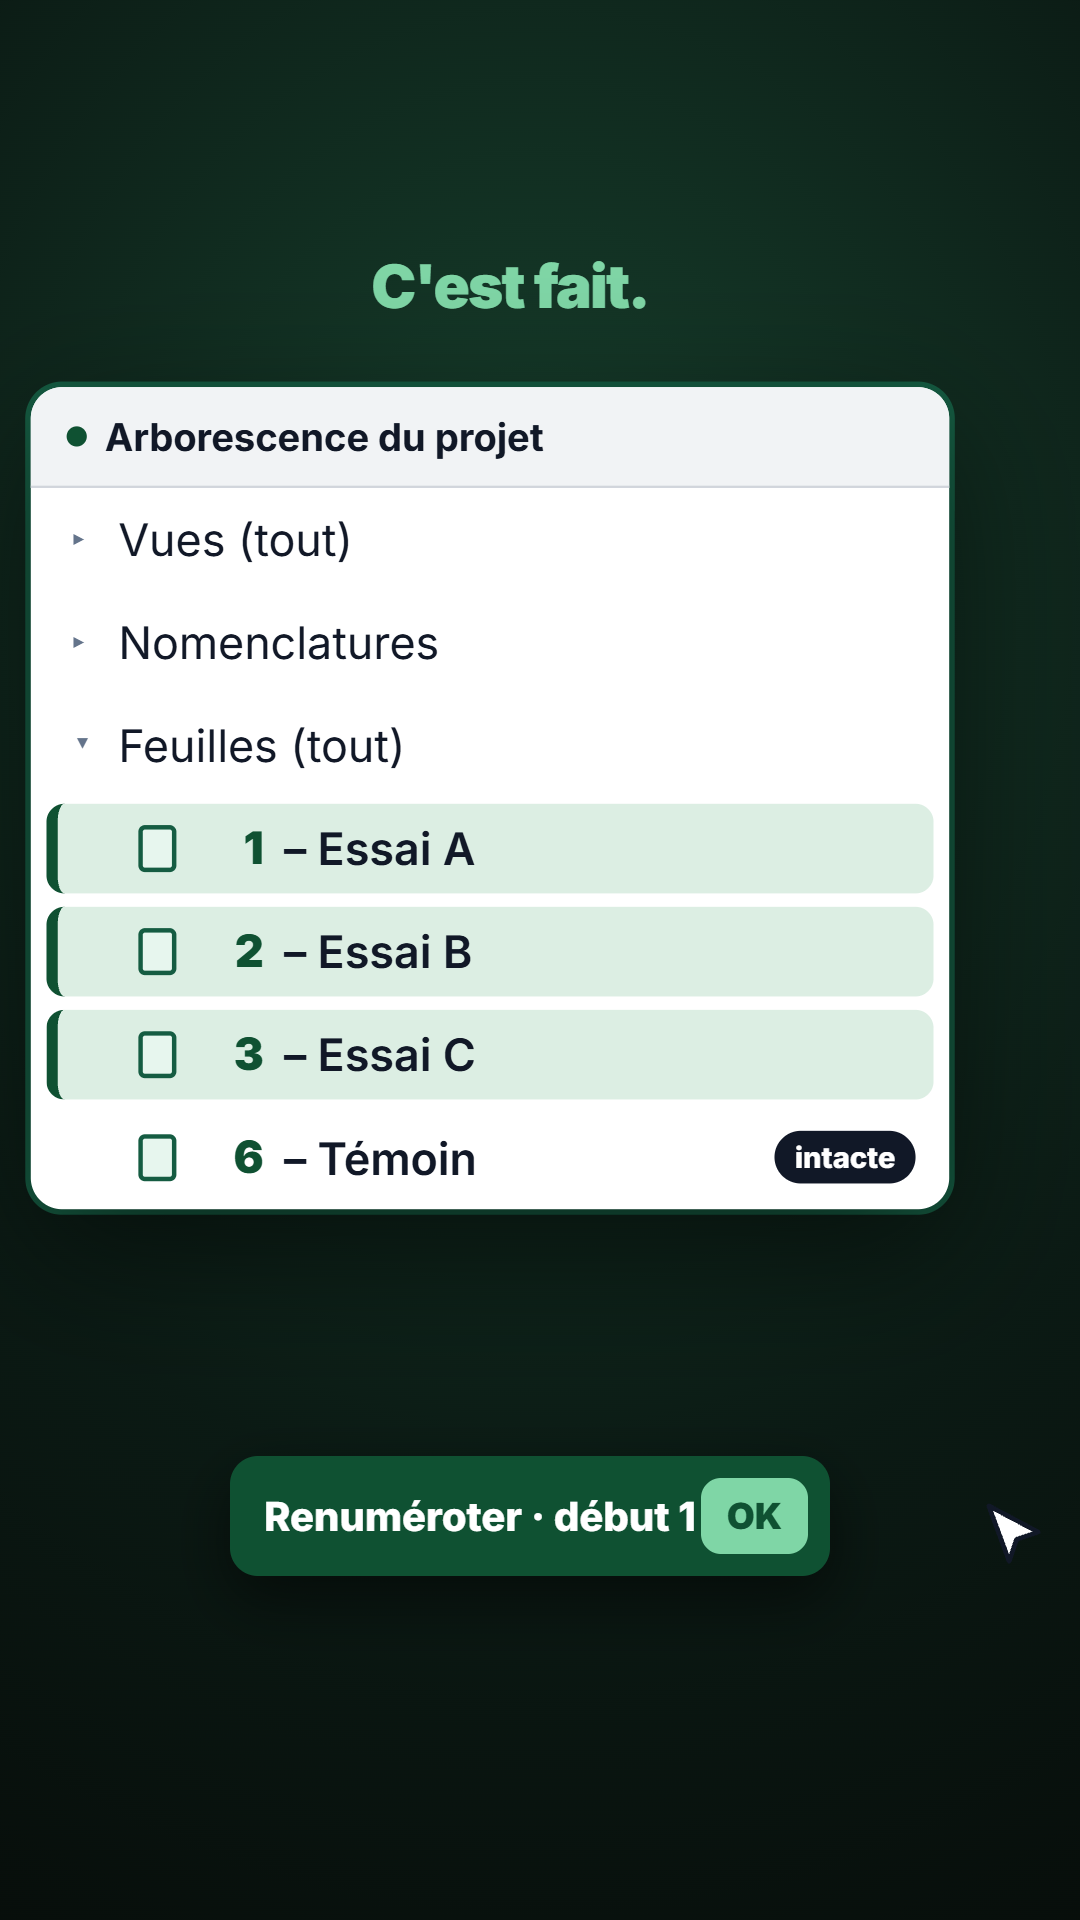 C'est fait.
Arborescence du projet
Vues (tout)
Nomenclatures
Feuilles (tout)
1 – Essai A
2 – Essai B
3 – Essai C
6 – Témoin intacte
Renuméroter · début 1 OK